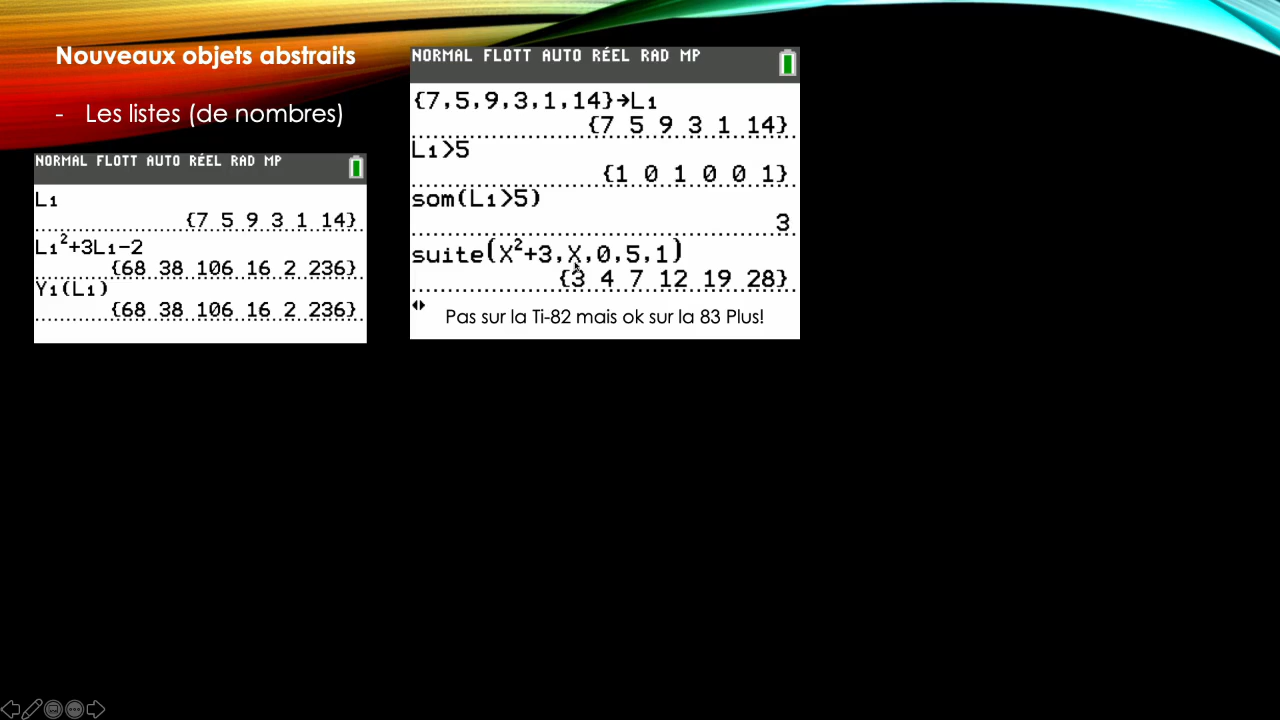 Nouveaux objets abstraits
- Les listes (de nombres)
NORMAL FLOTT AUTO RÉEL RAD MP
L₁
{7 5 9 3 1 14}
L₁²+3L₁-2
{68 38 106 16 2 236}
Y₁(L₁)
{68 38 106 16 2 236}
NORMAL FLOTT AUTO RÉEL RAD MP
{7,5,9,3,1,14}→L₁
{7 5 9 3 1 14}
L₁>5
{1 0 1 0 0 1}
som(L₁>5)
3
suite(X²+3,X,0,5,1)
{3 4 7 12 19 28}
Pas sur la Ti-82 mais ok sur la 83 Plus!